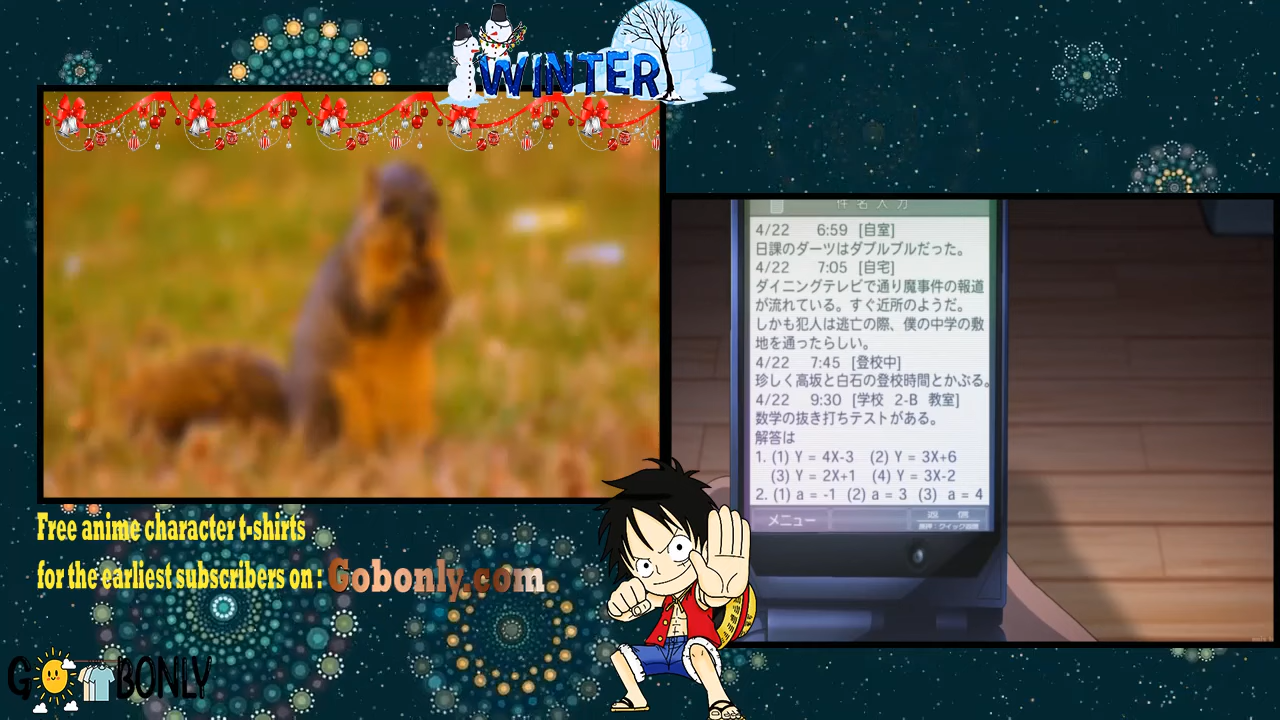 WINTER
件名入力
4/22 6:59 [自室]
日課のダーツはダブルブルだった。
4/22 7:05 [自宅]
ダイニングテレビで通り魔事件の報道
が流れている。すぐ近所のようだ。
しかも犯人は逃亡の際、僕の中学の敷
地を通ったらしい。
4/22 7:45 [登校中]
珍しく高坂と白石の登校時間とかぶる。
4/22 9:30 [学校 2-B 教室]
数学の抜き打ちテストがある。
解答は
1. (1) Y = 4X-3 (2) Y = 3X+6
(3) Y = 2X+1 (4) Y = 3X-2
2. (1) a = -1 (2) a = 3 (3) a = 4
メニュー
返信
Free anime character t-shirts
for the earliest subscribers on : Gobonly.com
GOBONLY